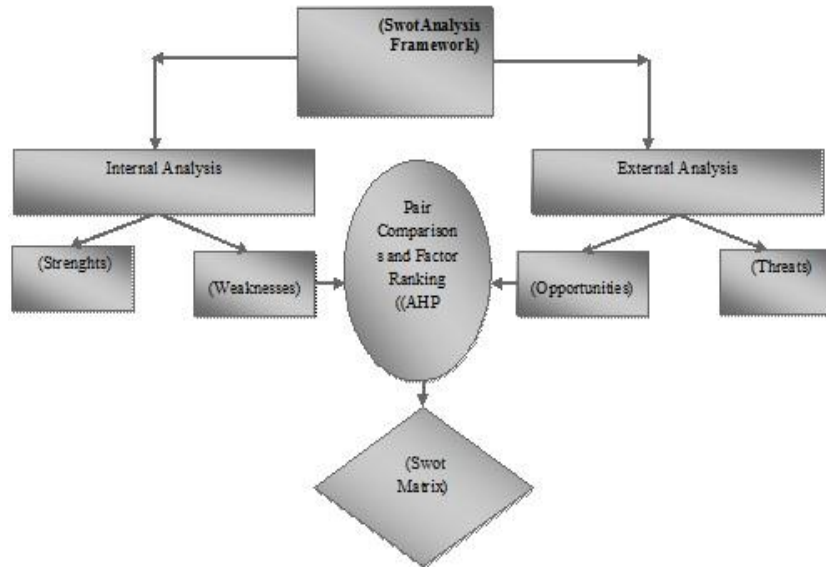 (SwotAnalysis
Framework)
Internal Analysis
External Analysis
Pair
Comparison
s and Factor
Ranking
((AHP
(Strenghts)
(Weaknesses)
(Opportunities)
(Threats)
(Swot
Matrix)